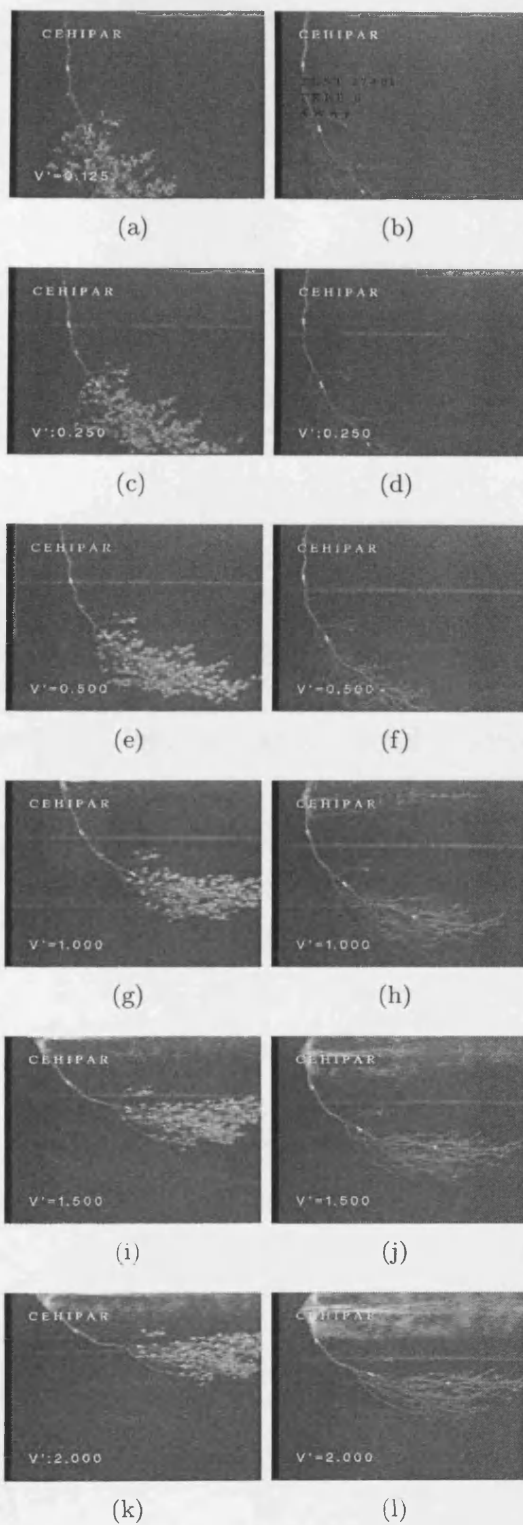 CEHIPAR
V'=0.125
(a)
CEHIPAR
(b)
CEHIPAR
V':0.250
(c)
CEHIPAR
V':0.250
(d)
CEHIPAR
V'=0.500
(e)
CEHIPAR
V'=0.500
(f)
CEHIPAR
V'=1.000
(g)
CEHIPAR
V'=1.000
(h)
CEHIPAR
V'=1.500
(i)
CEHIPAR
V'=1.500
(j)
CEHIPAR
V':2.000
(k)
CEHIPAR
V'=2.000
(l)